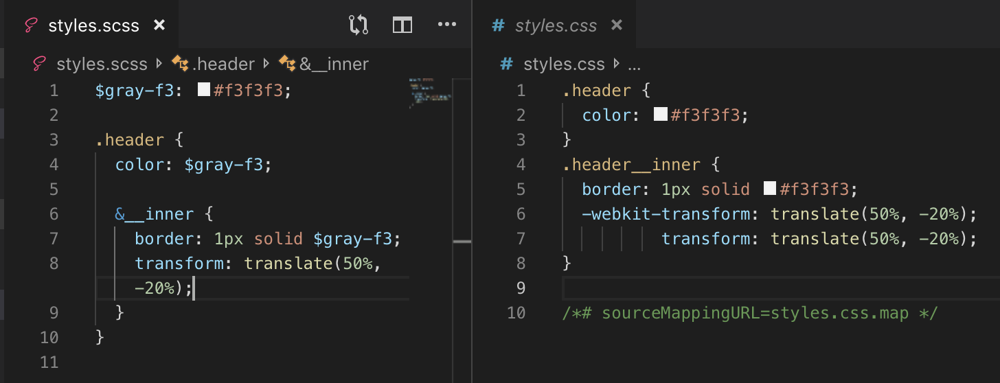 styles.scss
styles.scss .header &__inner
1 $gray-f3: #f3f3f3;
2
3 .header {
4 color: $gray-f3;
5
6 &__inner {
7 border: 1px solid $gray-f3;
8 transform: translate(50%,
-20%);
9 }
10 }
11
# styles.css
# styles.css ...
1 .header {
2 color: #f3f3f3;
3 }
4 .header__inner {
5 border: 1px solid #f3f3f3;
6 -webkit-transform: translate(50%, -20%);
7 transform: translate(50%, -20%);
8 }
9
10 /*# sourceMappingURL=styles.css.map */